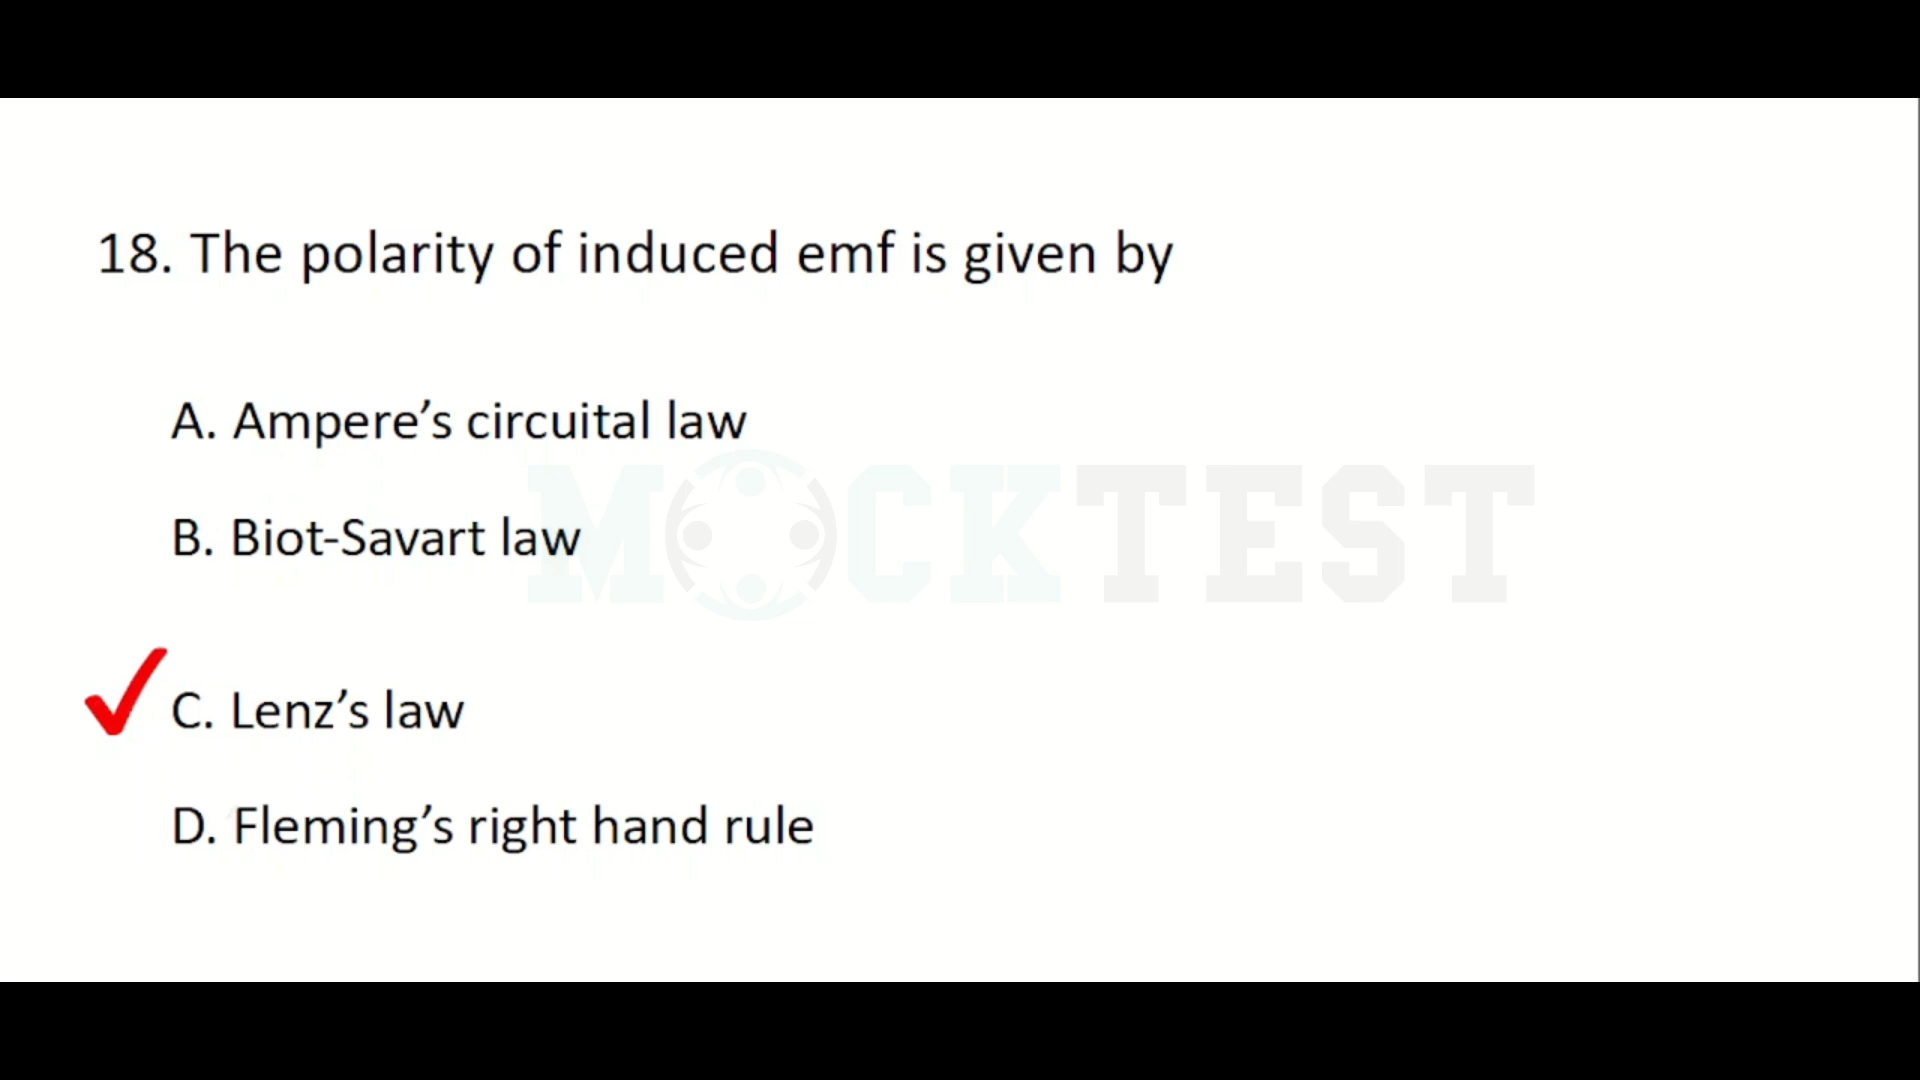 18. The polarity of induced emf is given by
A. Ampere’s circuital law
B. Biot-Savart law
MOCKTEST
C. Lenz’s law
D. Fleming’s right hand rule